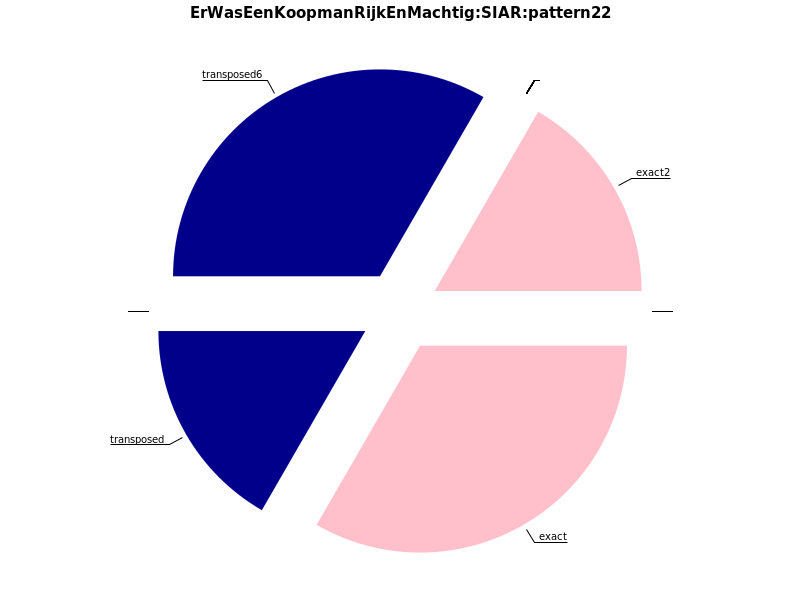 ErWasEenKoopmanRijkEnMachtig:SIAR:pattern22
transposed6
exact2
transposed
exact